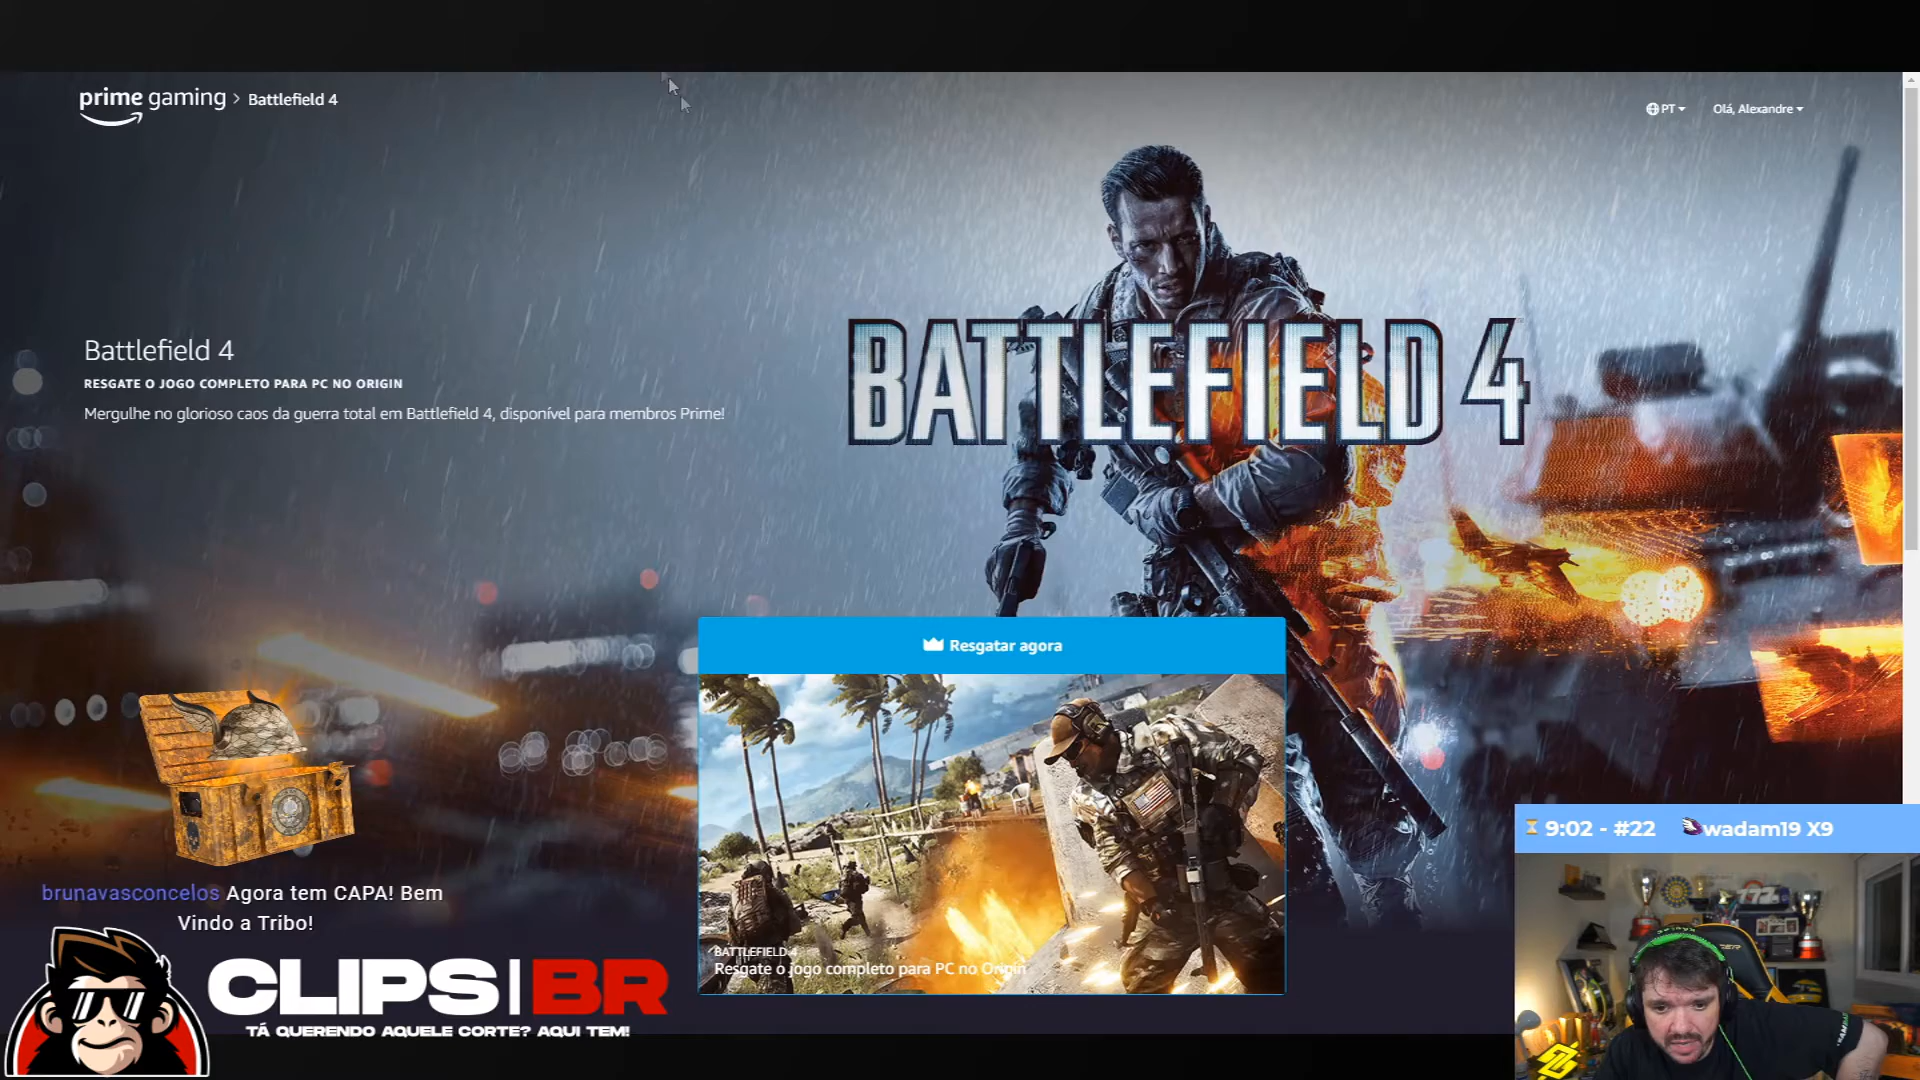 prime gaming > Battlefield 4
PT
Olá, Alexandre
BATTLEFIELD 4
Battlefield 4
RESGATE O JOGO COMPLETO PARA PC NO ORIGIN
Mergulhe no glorioso caos da guerra total em Battlefield 4, disponível para membros Prime!
Resgatar agora
BATTLEFIELD 4
Resgate o jogo completo para PC no Origin
9:02 - #22 wadam19 X9
brunavasconcelos Agora tem CAPA! Bem
Vindo a Tribo!
CLIPS|BR
TÁ QUERENDO AQUELE CORTE? AQUI TEM!